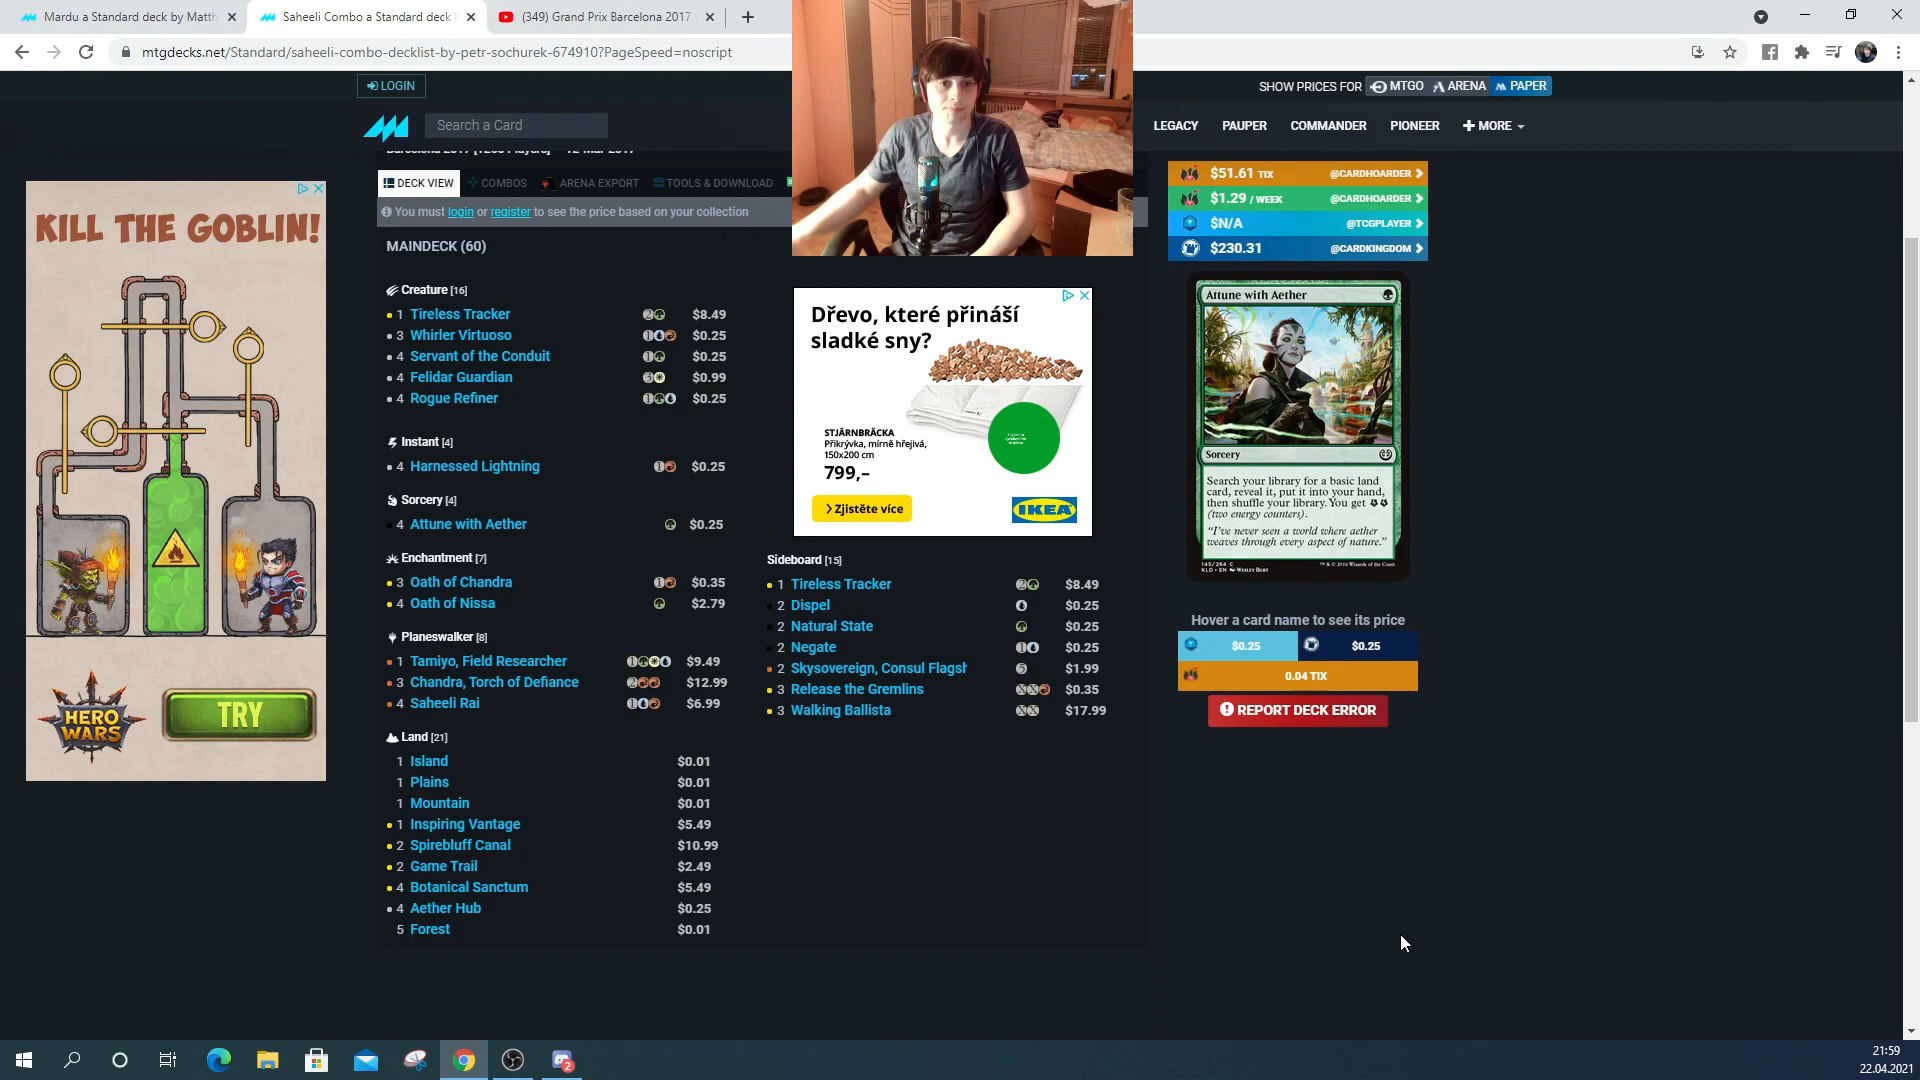 Mardu a Standard deck by Matth
Saheeli Combo a Standard deck
(349) Grand Prix Barcelona 2017
mtgdecks.net/Standard/saheeli-combo-decklist-by-petr-sochurek-674910?PageSpeed=noscript
LOGIN
SHOW PRICES FOR MTGO ARENA PAPER
Search a Card
LEGACY PAUPER COMMANDER PIONEER + MORE
DECK VIEW COMBOS ARENA EXPORT TOOLS & DOWNLOAD
You must login or register to see the price based on your collection
MAINDECK (60)
Creature [16]
1 Tireless Tracker $8.49
3 Whirler Virtuoso $0.25
4 Servant of the Conduit $0.25
4 Felidar Guardian $0.99
4 Rogue Refiner $0.25
Instant [4]
4 Harnessed Lightning $0.25
Sorcery [4]
4 Attune with Aether $0.25
Enchantment [7]
3 Oath of Chandra $0.35
4 Oath of Nissa $2.79
Planeswalker [8]
1 Tamiyo, Field Researcher $9.49
3 Chandra, Torch of Defiance $12.99
4 Saheeli Rai $6.99
Land [21]
1 Island $0.01
1 Plains $0.01
1 Mountain $0.01
1 Inspiring Vantage $5.49
2 Spirebluff Canal $10.99
2 Game Trail $2.49
4 Botanical Sanctum $5.49
4 Aether Hub $0.25
5 Forest $0.01
Sideboard [15]
1 Tireless Tracker $8.49
2 Dispel $0.25
2 Natural State $0.25
2 Negate $0.25
2 Skysovereign, Consul Flagsh $1.99
3 Release the Gremlins $0.35
3 Walking Ballista $17.99
KILL THE GOBLIN!
HERO WARS
TRY
Dřevo, které přináší
sladké sny?
STJÄRNBRÄCKA
Přikrývka, mírně hřejivá,
150x200 cm
799,-
Zjistěte více
IKEA
$51.61 TIX @CARDHOARDER
$1.29 / WEEK @CARDHOARDER
$N/A @TCGPLAYER
$230.31 @CARDKINGDOM
Attune with Aether
Sorcery
Search your library for a basic land
card, reveal it, put it into your hand,
then shuffle your library. You get
(two energy counters).
"I've never seen a world where aether
weaves through every aspect of nature."
Hover a card name to see its price
$0.25 $0.25
0.04 TIX
REPORT DECK ERROR
2
21:59
22.04.2021